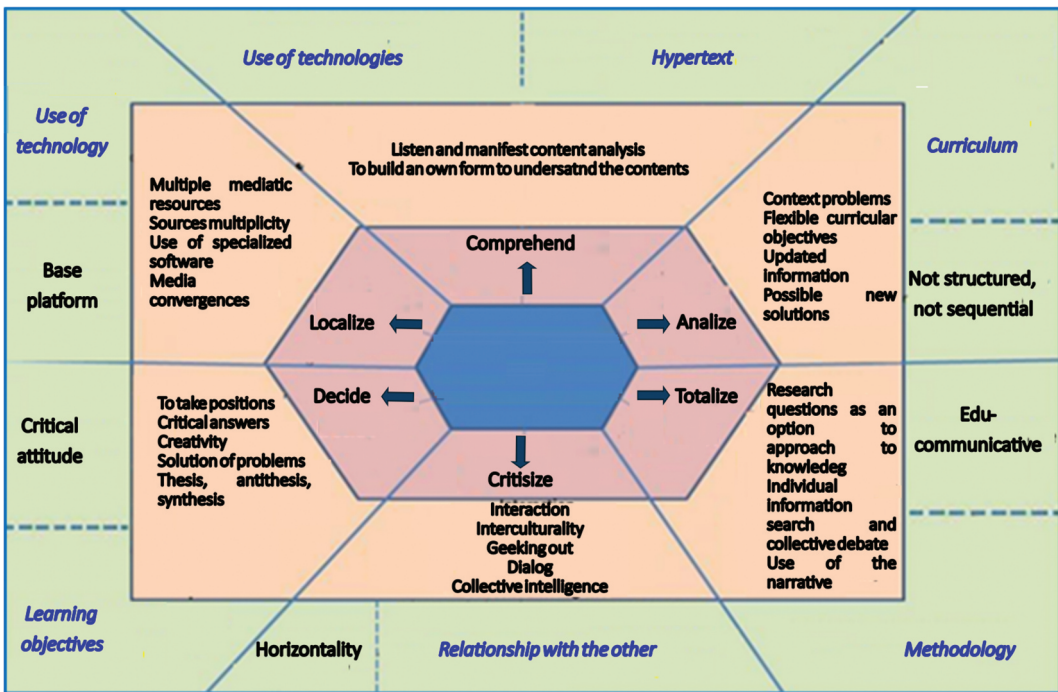 Use of technologies
Hypertext
Use of
technology
Curriculum
Listen and manifest content analysis
To build an own form to undersatnd the contents
Multiple mediatic
resources
Sources multiplicity
Use of specialized
software
Media
convergences
Context problems
Flexible curricular
objectives
Updated
information
Possible new
solutions
Base
platform
Not structured,
not sequential
Comprehend
Localize
Analize
Decide
Totalize
Critisize
Critical
attitude
To take positions
Critical answers
Creativity
Solution of problems
Thesis, antithesis,
synthesis
Interaction
Interculturality
Geeking out
Dialog
Collective intelligence
Research
questions as an
option to
approach to
knowledeg
Individual
information
search and
collective debate
Use of the
narrative
Edu-
communicative
Learning
objectives
Horizontality
Relationship with the other
Methodology